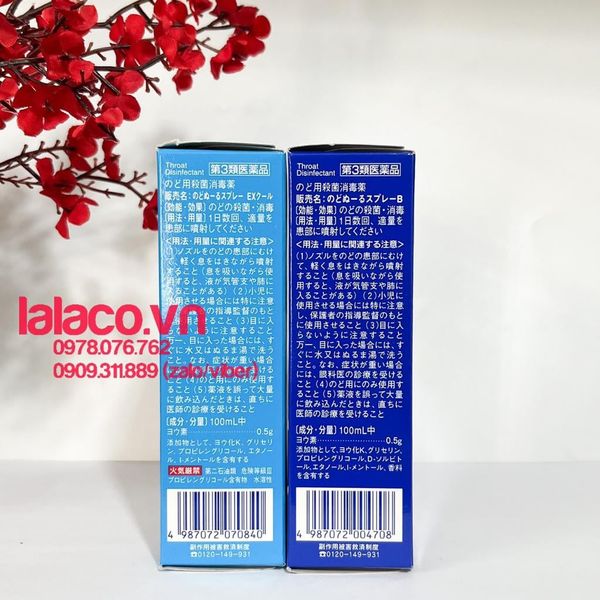 Throat
Disinfectant
第3類医薬品
のど用殺菌消毒薬
販売名:のどぬーるスプレー EXクール
[効能・効果] のどの殺菌・消毒
[用法・用量] 1日数回、適量を
患部に噴射してください
<用法・用量に関連する注意>
(1)ノズルをのどの患部にむけ
て、軽く息をはきながら噴射
すること(息を吸いながら使
用すると、液が気管支や肺に
入ることがある) (2)小児に
使用させる場合には特に注意
し、保護者の指導監督のもと
に使用させること (3)目に入
らないように注意すること
万一、目に入った場合には、す
ぐに水又はぬるま湯で洗う
こと。なお、症状が重い場合
には、眼科医の診療を受ける
こと (4)のど用にのみ使用す
ること (5)薬液を誤って大量
に飲み込んだときは、直ちに
医師の診療を受けること
[成分・分量] 100mL中
ヨウ素 0.5g
添加物として、ヨウ化K、グリセリ
ン、プロピレングリコール、エタノー
ル、l-メントールを含有する
火気厳禁 第二石油類 危険等級Ⅲ
プロピレングリコール含有物 水溶性
4 987072 070840
副作用被害救済制度
☎0120-149-931
Throat
Disinfectant
第3類医薬品
のど用殺菌消毒薬
販売名:のどぬーるスプレーB
[効能・効果] のどの殺菌・消毒
[用法・用量] 1日数回、適量を
患部に噴射してください
<用法・用量に関連する注意>
(1)ノズルをのどの患部にむけ
て、軽く息をはきながら噴射
すること(息を吸いながら使
用すると、液が気管支や肺に
入ることがある) (2)小児に使
用させる場合には特に注意
し、保護者の指導監督のもと
に使用させること (3)目に入
らないように注意すること
万一、目に入った場合には、す
ぐに水又はぬるま湯で洗うこ
と。なお、症状が重い場合には、
眼科医の診療を受けること
(4)のど用にのみ使用するこ
と (5)薬液を誤って大量に
飲み込んだときは、直ちに
医師の診療を受けること
[成分・分量] 100mL中
ヨウ素 0.5g
添加物として、ヨウ化K、グリセリン、
プロピレングリコール、D-ソルビト
ール、エタノール、l-メントール、香料
を含有する
4 987072 004708
副作用被害救済制度
☎0120-149-931
lalaco.vn
0978.076.762
0909.311.889 (zalo/viber)